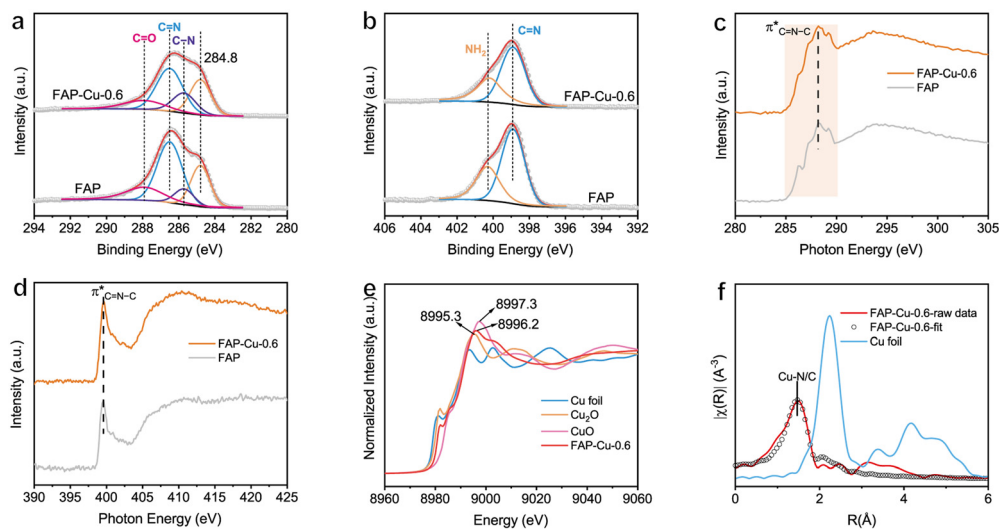 a
C=O
C=N
C−N
284.8
FAP-Cu-0.6
FAP
Intensity (a.u.)
294 292 290 288 286 284 282 280
Binding Energy (eV)
b
NH2
C=N
FAP-Cu-0.6
FAP
Intensity (a.u.)
406 404 402 400 398 396 394 392
Binding Energy (eV)
c
π* C=N−C
FAP-Cu-0.6
FAP
Intensity (a.u.)
280 285 290 295 300 305
Photon Energy (eV)
d
π* C=N−C
FAP-Cu-0.6
FAP
Intensity (a.u.)
390 395 400 405 410 415 420 425
Photon Energy (eV)
e
8997.3
8995.3
8996.2
Cu foil
Cu2O
CuO
FAP-Cu-0.6
Normalized Intensity (a.u.)
8960 8980 9000 9020 9040 9060
Energy (eV)
f
FAP-Cu-0.6-raw data
FAP-Cu-0.6-fit
Cu foil
Cu-N/C
|χ(R)| (Å-3)
0 2 4 6
R(Å)